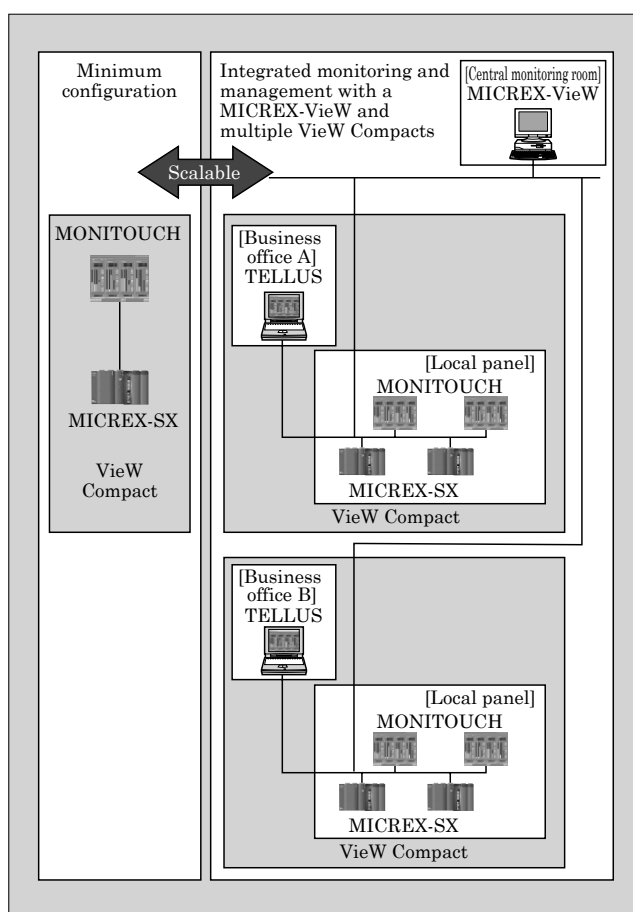 Minimum
configuration
Integrated monitoring and
management with a
MICREX-VieW and
multiple VieW Compacts
[Central monitoring room]
MICREX-VieW
Scalable
MONITOUCH
MICREX-SX
VieW
Compact
[Business
office A]
TELLUS
[Local panel]
MONITOUCH
MICREX-SX
VieW Compact
[Business
office B]
TELLUS
[Local panel]
MONITOUCH
MICREX-SX
VieW Compact